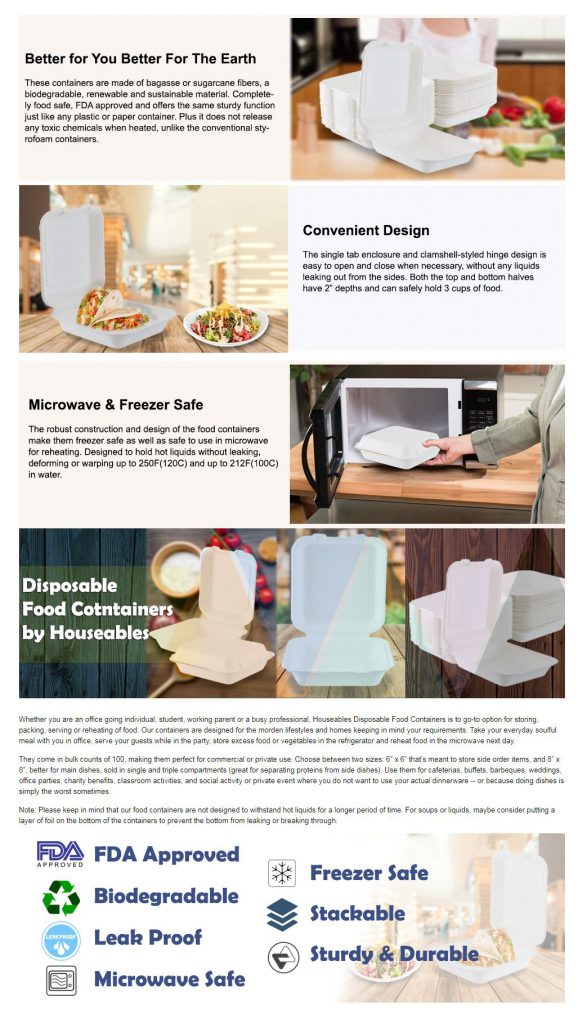 Better for You Better For The Earth
These containers are made of bagasse or sugarcane fibers, a
biodegradable, renewable and sustainable material. Complete-
ly food safe, FDA approved and offers the same sturdy function
just like any plastic or paper container. Plus it does not release
any toxic chemicals when heated, unlike the conventional sty-
rofoam containers.
Convenient Design
The single tab enclosure and clamshell-styled hinge design is
easy to open and close when necessary, without any liquids
leaking out from the sides. Both the top and bottom halves
have 2" depths and can safely hold 3 cups of food.
Microwave & Freezer Safe
The robust construction and design of the food containers
make them freezer safe as well as safe to use in microwave
for reheating. Designed to hold hot liquids without leaking,
deforming or warping up to 250F(120C) and up to 212F(100C)
in water.
Disposable
Food Cotntainers
by Houseables
Whether you are an office going individual, student, working parent or a busy professional, Houseables Disposable Food Containers is to go-to option for storing,
packing, serving or reheating of food. Our containers are designed for the morden lifestyles and homes keeping in mind your requirements. Take your everyday soulful
meal with you in office, serve your guests while in the party, store excess food or vegetables in the refrigerator and reheat food in the microwave next day.
They come in bulk counts of 100, making them perfect for commercial or private use. Choose between two sizes: 6" x 6" that's meant to store side order items, and 8" x
8", better for main dishes, sold in single and triple compartments (great for separating proteins from side dishes). Use them for cafeterias, buffets, barbeques, weddings,
office parties, charity benefits, classroom activities, and social activity or private event where you do not want to use your actual dinnerware -- or because doing dishes is
simply the worst sometimes.
Note: Please keep in mind that our food containers are not designed to withstand hot liquids for a longer period of time. For soups or liquids, maybe consider putting a
layer of foil on the bottom of the containers to prevent the bottom from leaking or breaking through.
FDA
APPROVED
FDA Approved
Biodegradable
LEAKPROOF
Leak Proof
Microwave Safe
Freezer Safe
Stackable
Sturdy & Durable